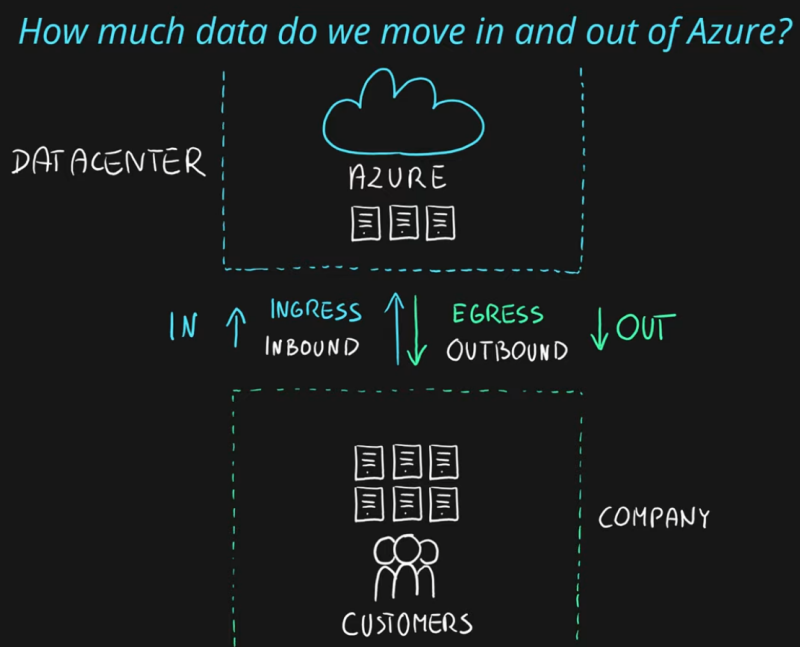 How much data do we move in and out of Azure?
DATACENTER
AZURE
IN
INGRESS
INBOUND
EGRESS
OUTBOUND
OUT
COMPANY
CUSTOMERS